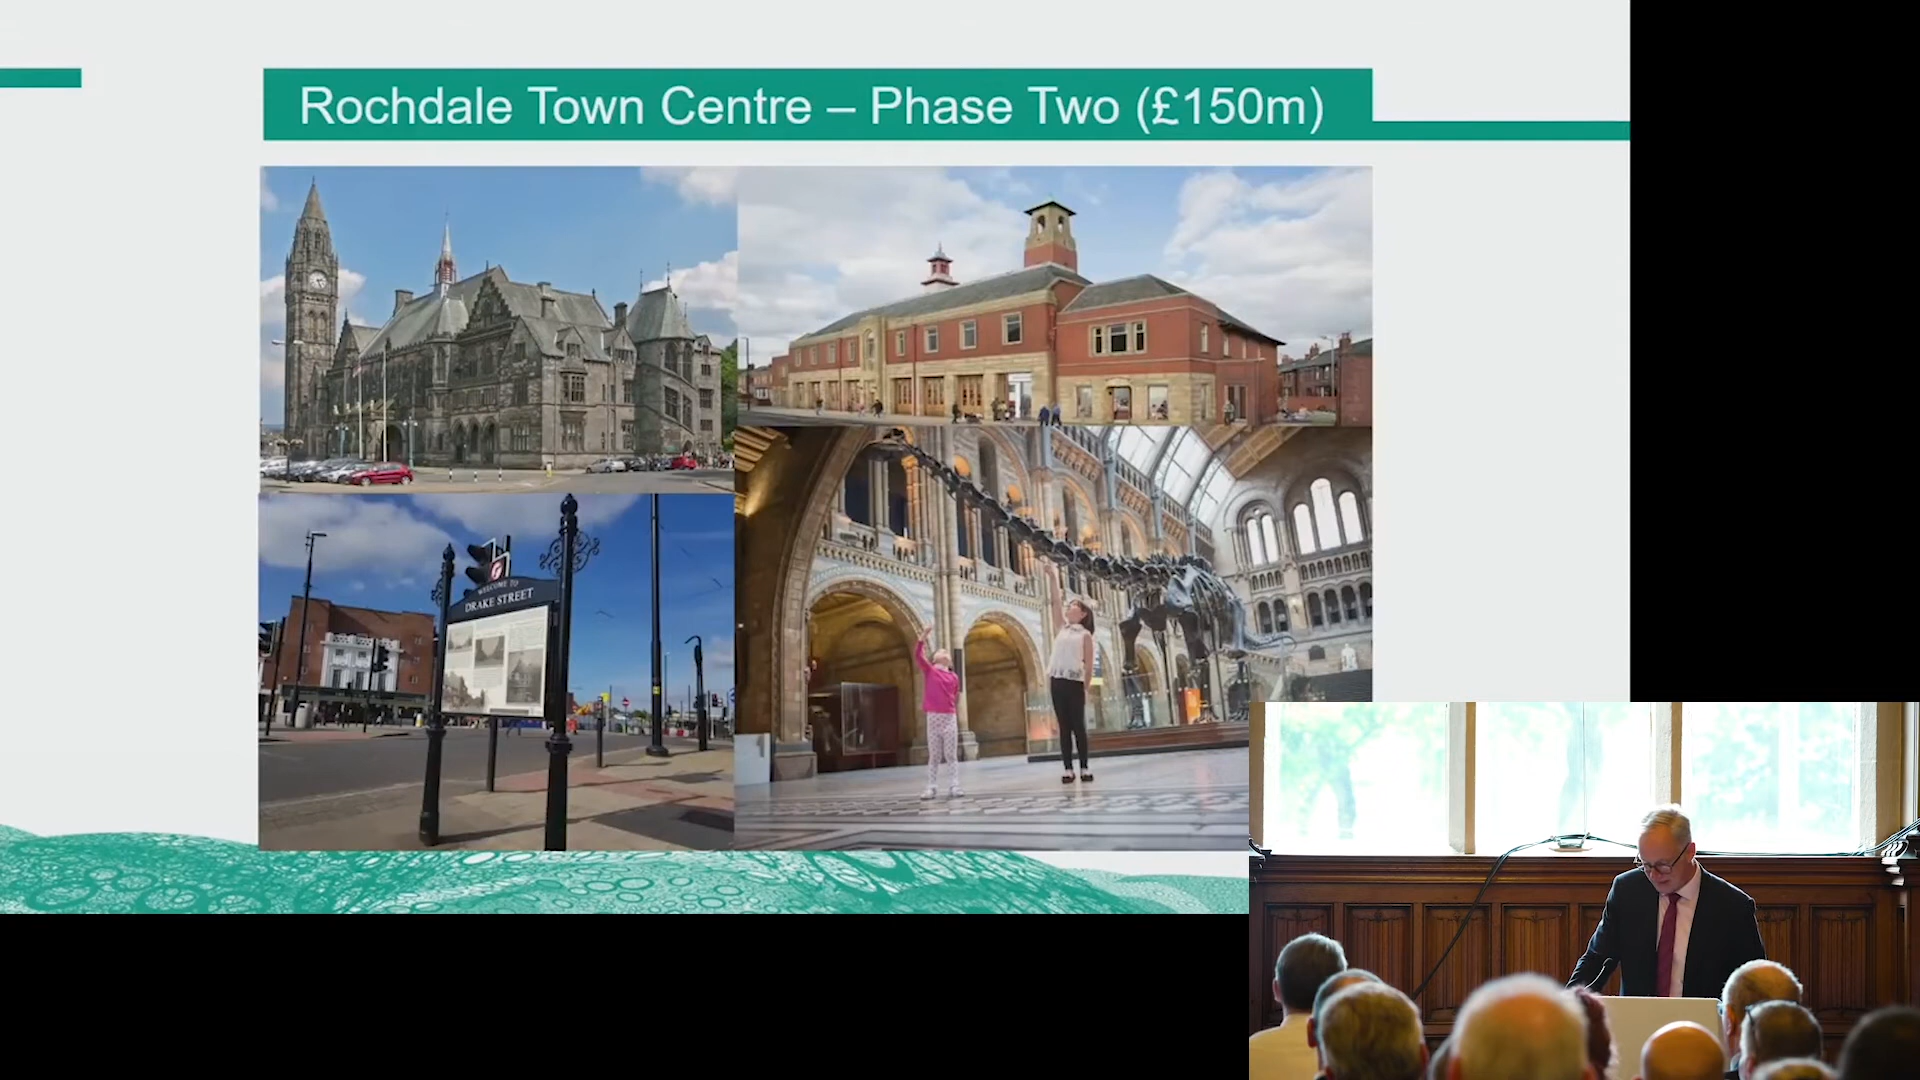 Rochdale Town Centre – Phase Two (£150m)
WELCOME TO
DRAKE STREET